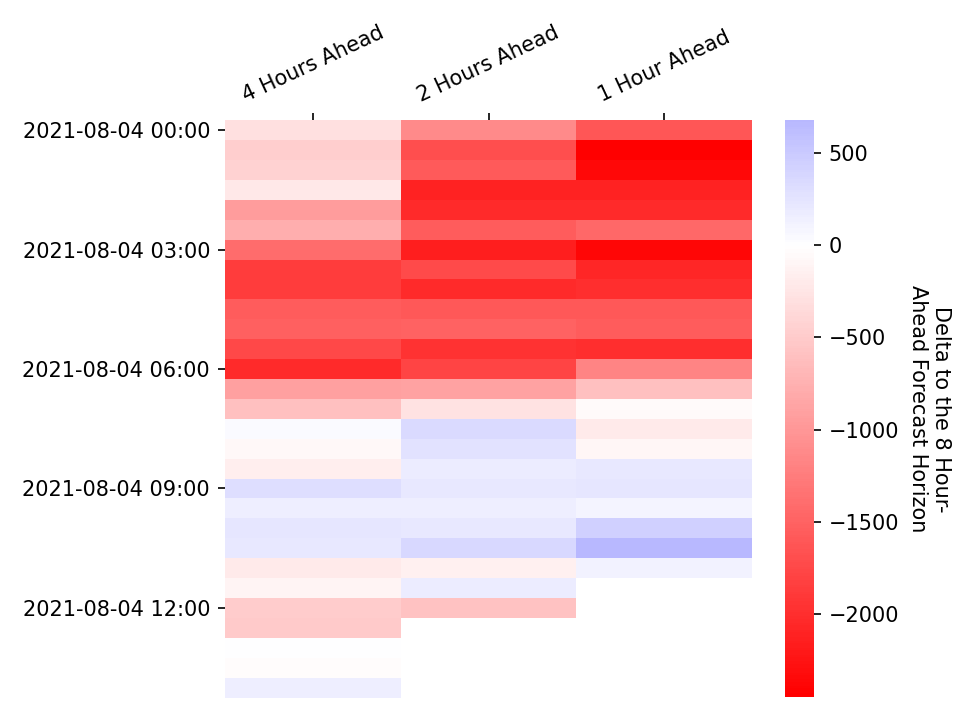 4 Hours Ahead
2 Hours Ahead
1 Hour Ahead
2021-08-04 00:00
2021-08-04 03:00
2021-08-04 06:00
2021-08-04 09:00
2021-08-04 12:00
500
0
−500
−1000
−1500
−2000
Delta to the 8 Hour-
Ahead Forecast Horizon